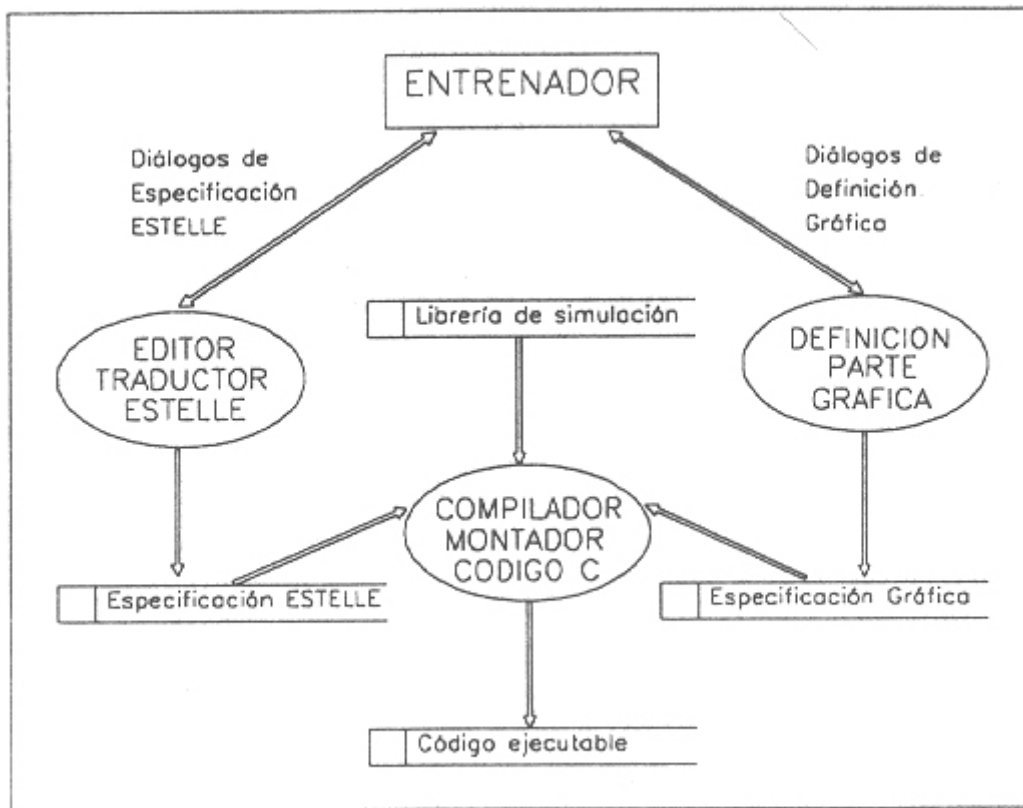 ENTRENADOR
Diálogos de
Especificación
ESTELLE
Diálogos de
Definición
Gráfica
Librería de simulación
EDITOR
TRADUCTOR
ESTELLE
DEFINICION
PARTE
GRAFICA
COMPILADOR
MONTADOR
CODIGO C
Especificación ESTELLE
Especificación Gráfica
Código ejecutable